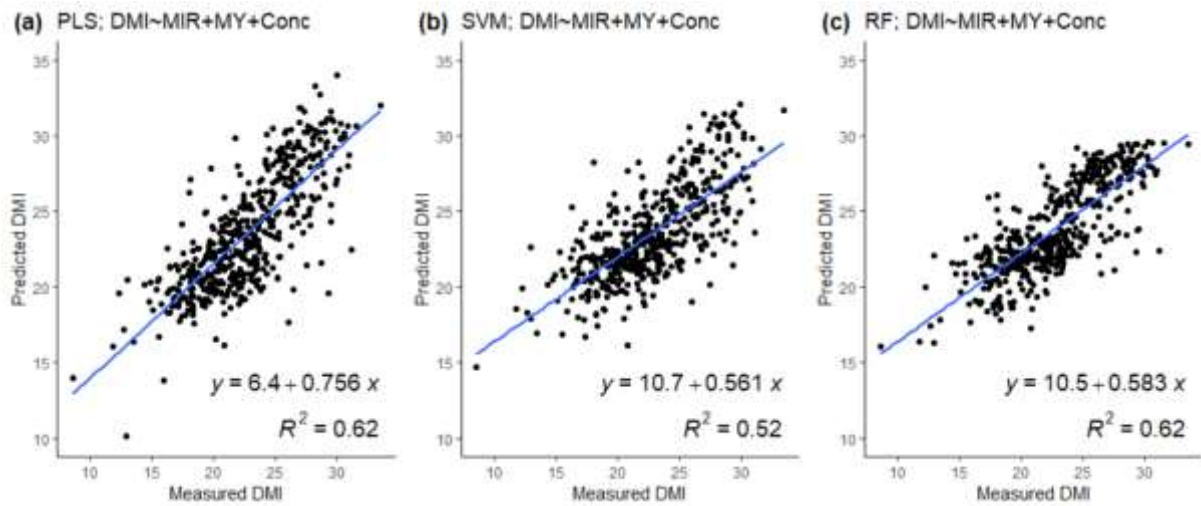 (a) PLS; DMI~MIR+MY+Conc
35
30
25
20
15
10
Predicted DMI
y = 6.4 + 0.756 x
R² = 0.62
10 15 20 25 30
Measured DMI
(b) SVM; DMI~MIR+MY+Conc
35
30
25
20
15
10
Predicted DMI
y = 10.7 + 0.561 x
R² = 0.52
10 15 20 25 30
Measured DMI
(c) RF; DMI~MIR+MY+Conc
35
30
25
20
15
10
Predicted DMI
y = 10.5 + 0.583 x
R² = 0.62
10 15 20 25 30
Measured DMI